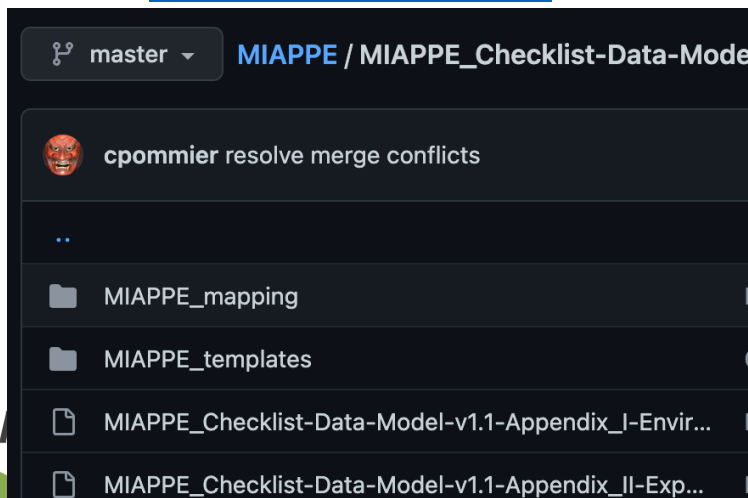 master
MIAPPE / MIAPPE_Checklist-Data-Mode
cpommier resolve merge conflicts
..
MIAPPE_mapping
MIAPPE_templates
MIAPPE_Checklist-Data-Model-v1.1-Appendix_I-Envir...
MIAPPE_Checklist-Data-Model-v1.1-Appendix_II-Exp...